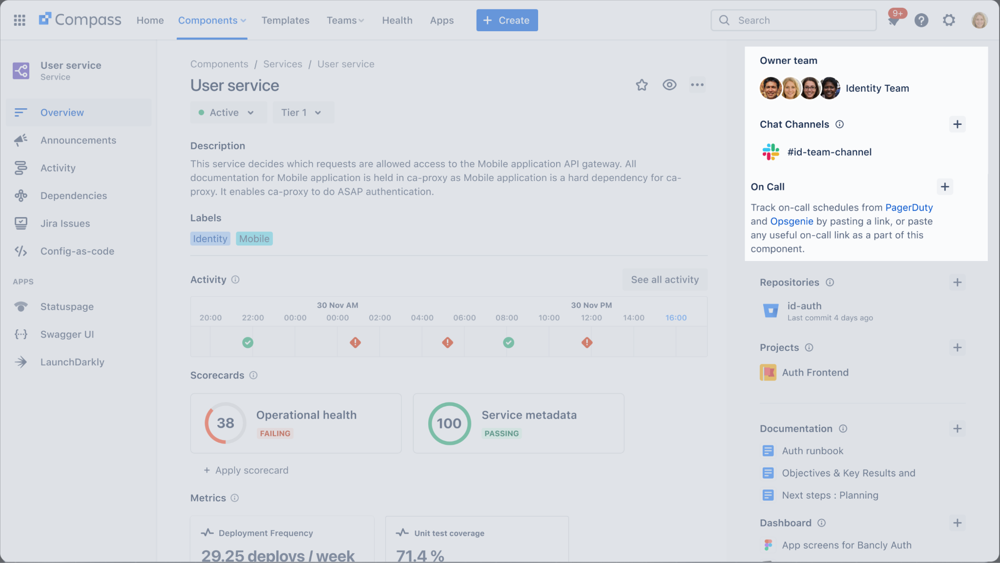 Compass
Home
Components
Templates
Teams
Health
Apps
+ Create
Search
9+
User service
Service
Overview
Announcements
Activity
Dependencies
Jira Issues
Config-as-code
APPS
Statuspage
Swagger UI
LaunchDarkly
Components / Services / User service
User service
Active
Tier 1
Description
This service decides which requests are allowed access to the Mobile application API gateway. All
documentation for Mobile application is held in ca-proxy as Mobile application is a hard dependency for ca-
proxy. It enables ca-proxy to do ASAP authentication.
Labels
Identity Mobile
Activity
See all activity
30 Nov AM 30 Nov PM
20:00 22:00 00:00 00:00 02:00 04:00 06:00 08:00 10:00 12:00 14:00 16:00
Scorecards
38
Operational health
FAILING
100
Service metadata
PASSING
+ Apply scorecard
Metrics
Deployment Frequency
29.25 deploys / week
Unit test coverage
71.4 %
Owner team
Identity Team
Chat Channels
#id-team-channel
On Call
Track on-call schedules from PagerDuty
and Opsgenie by pasting a link, or paste
any useful on-call link as a part of this
component.
Repositories
id-auth
Last commit 4 days ago
Projects
Auth Frontend
Documentation
Auth runbook
Objectives & Key Results and
Next steps : Planning
Dashboard
App screens for Bancly Auth